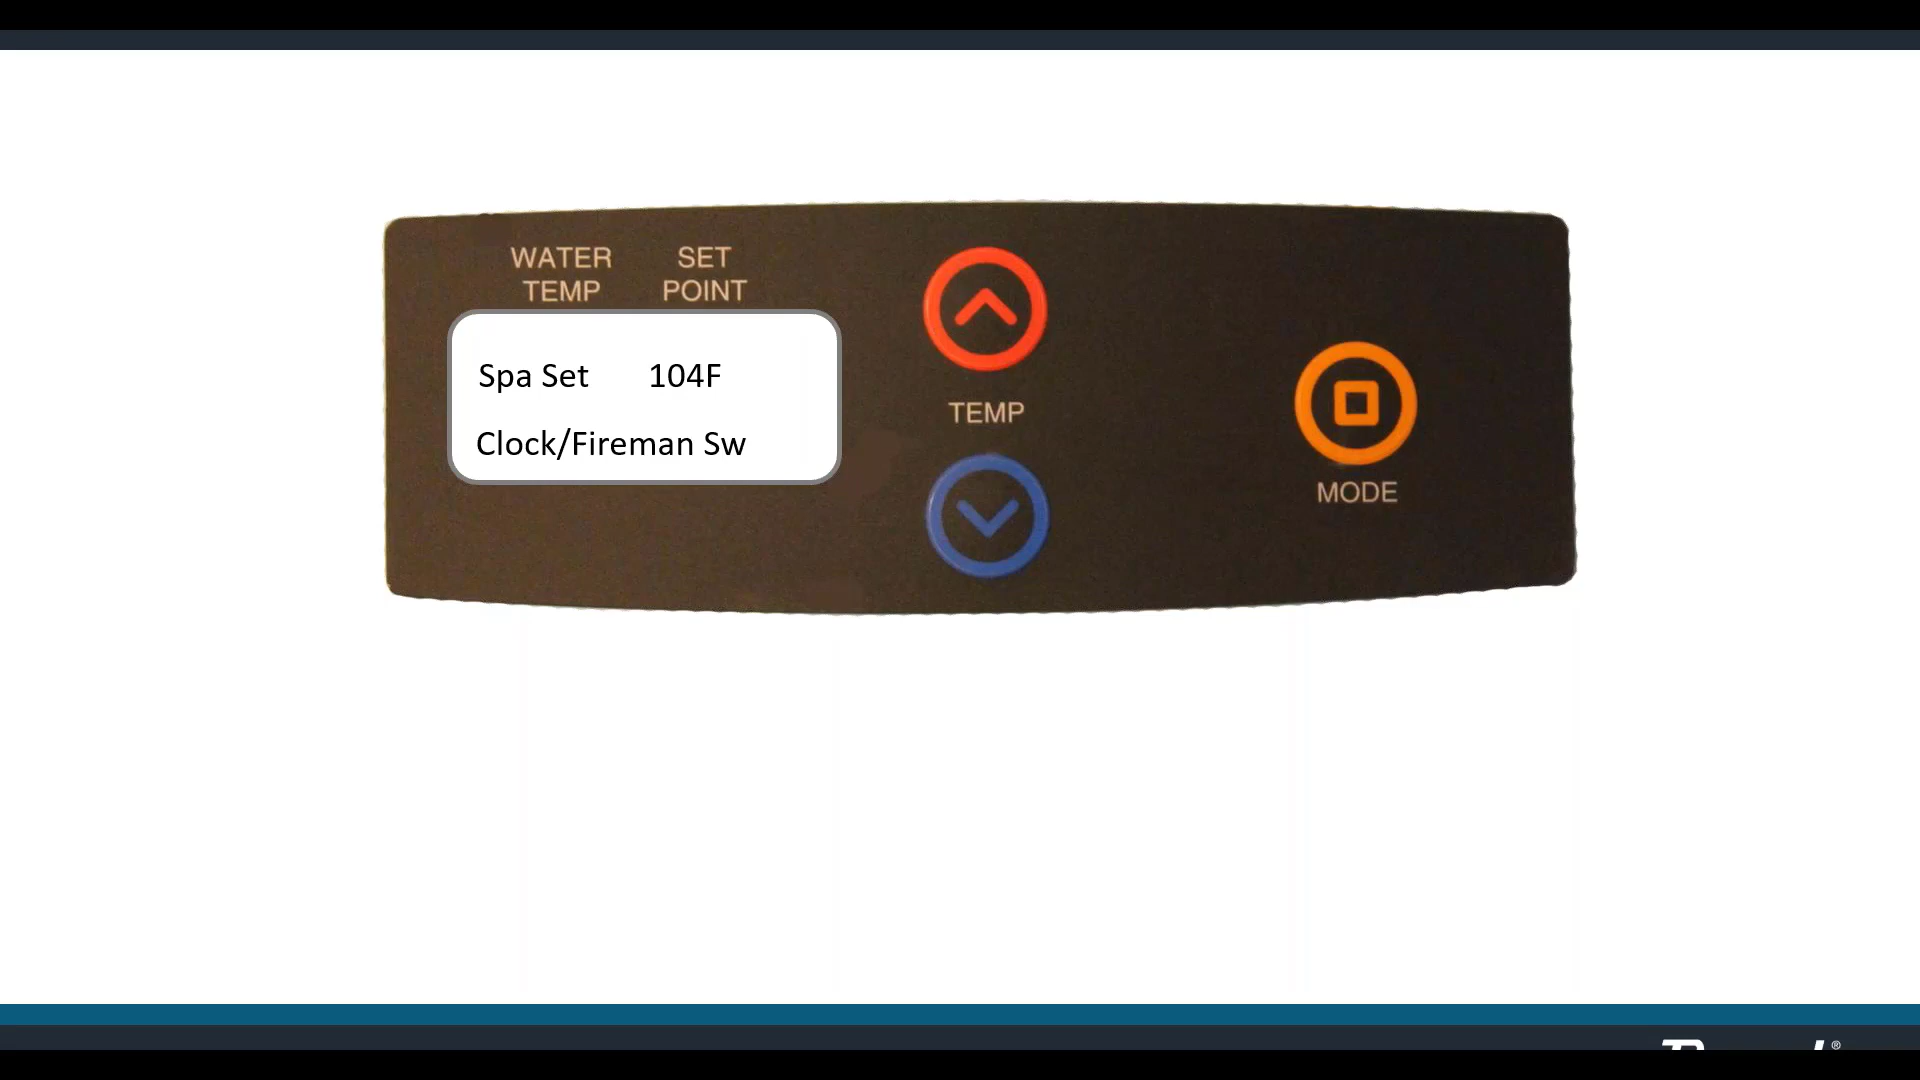 WATER
TEMP
SET
POINT
Spa Set 104F
Clock/Fireman Sw
TEMP
MODE
®